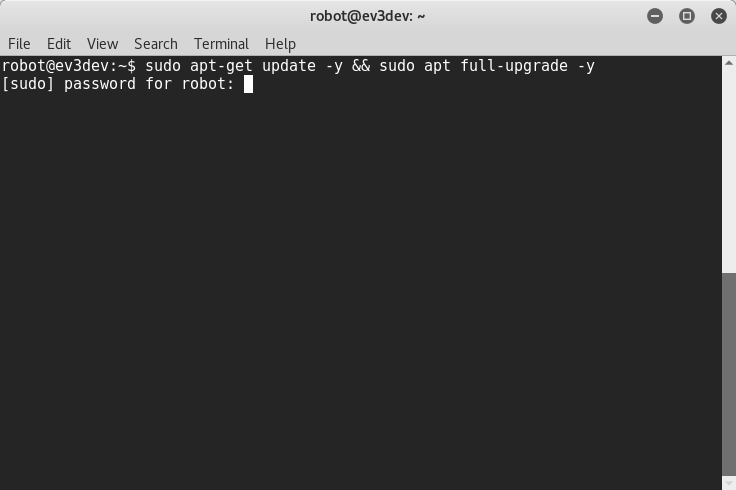 robot@ev3dev: ~
File Edit View Search Terminal Help
robot@ev3dev:~$ sudo apt-get update -y && sudo apt full-upgrade -y
[sudo] password for robot: